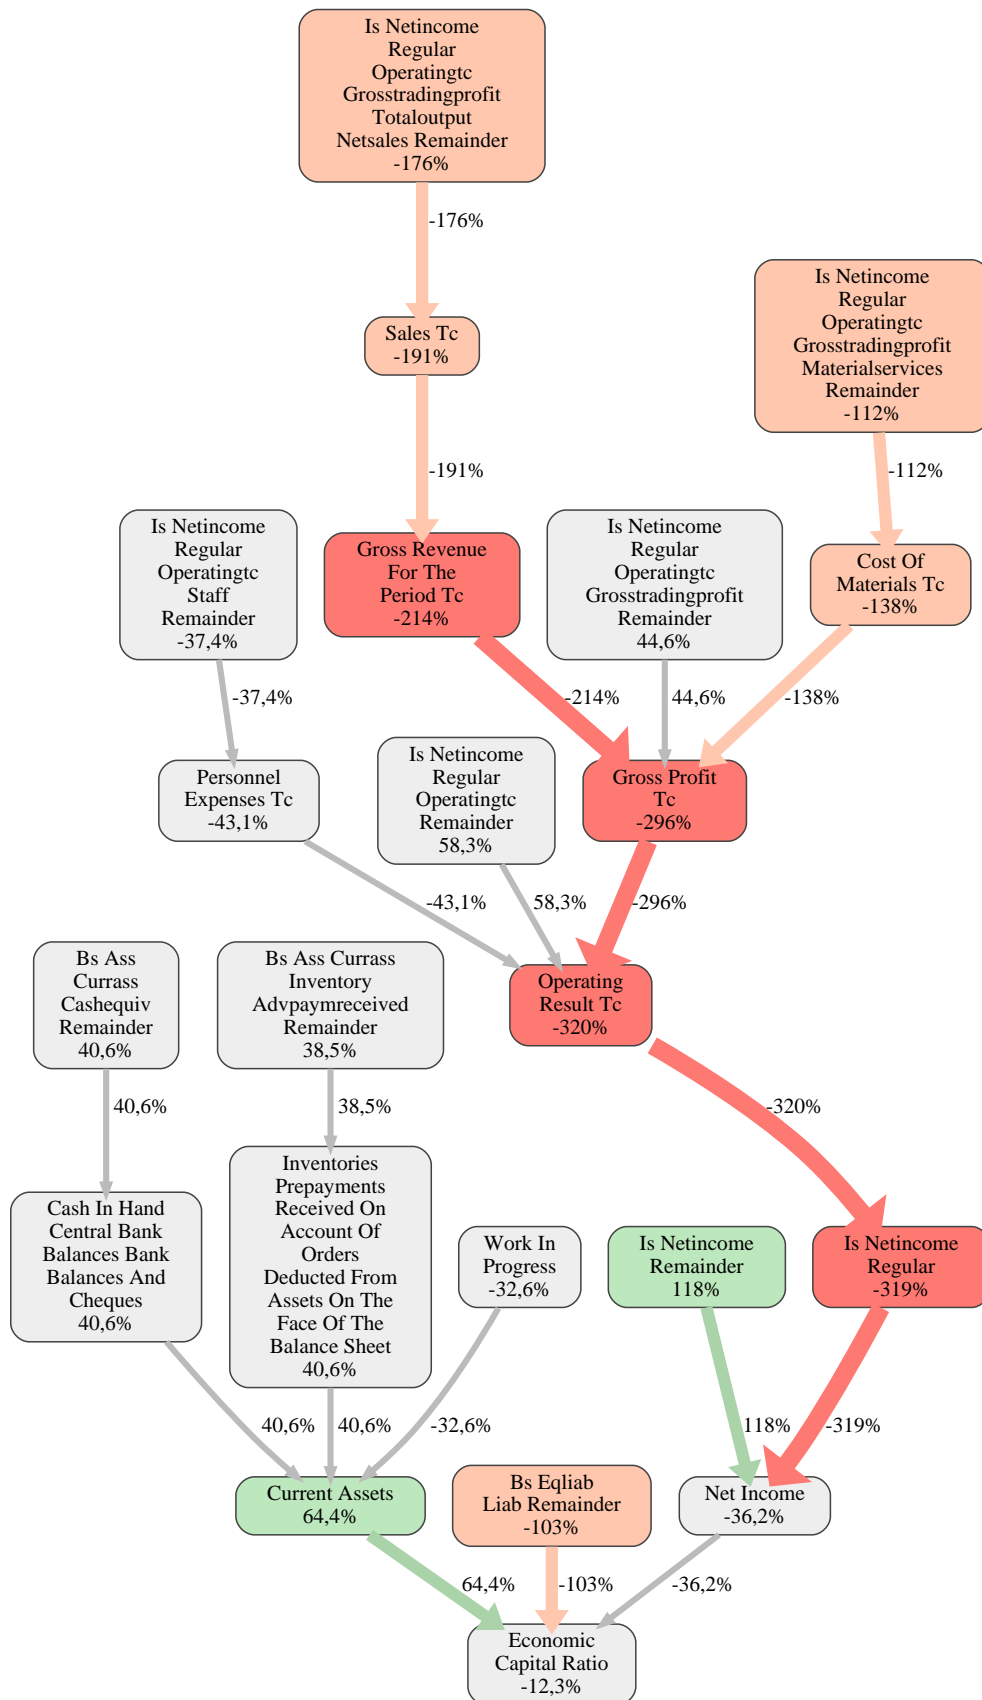 Is Netincome
Regular
Operatingtc
Grosstradingprofit
Totaloutput
Netsales Remainder
-176%
-176%
Sales Tc
-191%
Is Netincome
Regular
Operatingtc
Grosstradingprofit
Materialservices
Remainder
-112%
-191%
-112%
Is Netincome
Regular
Operatingtc
Staff
Remainder
-37,4%
Gross Revenue
For The
Period Tc
-214%
Is Netincome
Regular
Operatingtc
Grosstradingprofit
Remainder
44,6%
Cost Of
Materials Tc
-138%
-37,4%
-214%
44,6%
-138%
Personnel
Expenses Tc
-43,1%
Is Netincome
Regular
Operatingtc
Remainder
58,3%
Gross Profit
Tc
-296%
-43,1%
58,3%
-296%
Bs Ass
Currass
Cashequiv
Remainder
40,6%
Bs Ass Currass
Inventory
Advpaymreceived
Remainder
38,5%
Operating
Result Tc
-320%
40,6%
38,5%
-320%
Cash In Hand
Central Bank
Balances Bank
Balances And
Cheques
40,6%
Inventories
Prepayments
Received On
Account Of
Orders
Deducted From
Assets On The
Face Of The
Balance Sheet
40,6%
Work In
Progress
-32,6%
Is Netincome
Remainder
118%
Is Netincome
Regular
-319%
40,6%
40,6%
-32,6%
118%
-319%
Current Assets
64,4%
Bs Eqliab
Liab Remainder
-103%
Net Income
-36,2%
64,4%
-103%
-36,2%
Economic
Capital Ratio
-12,3%